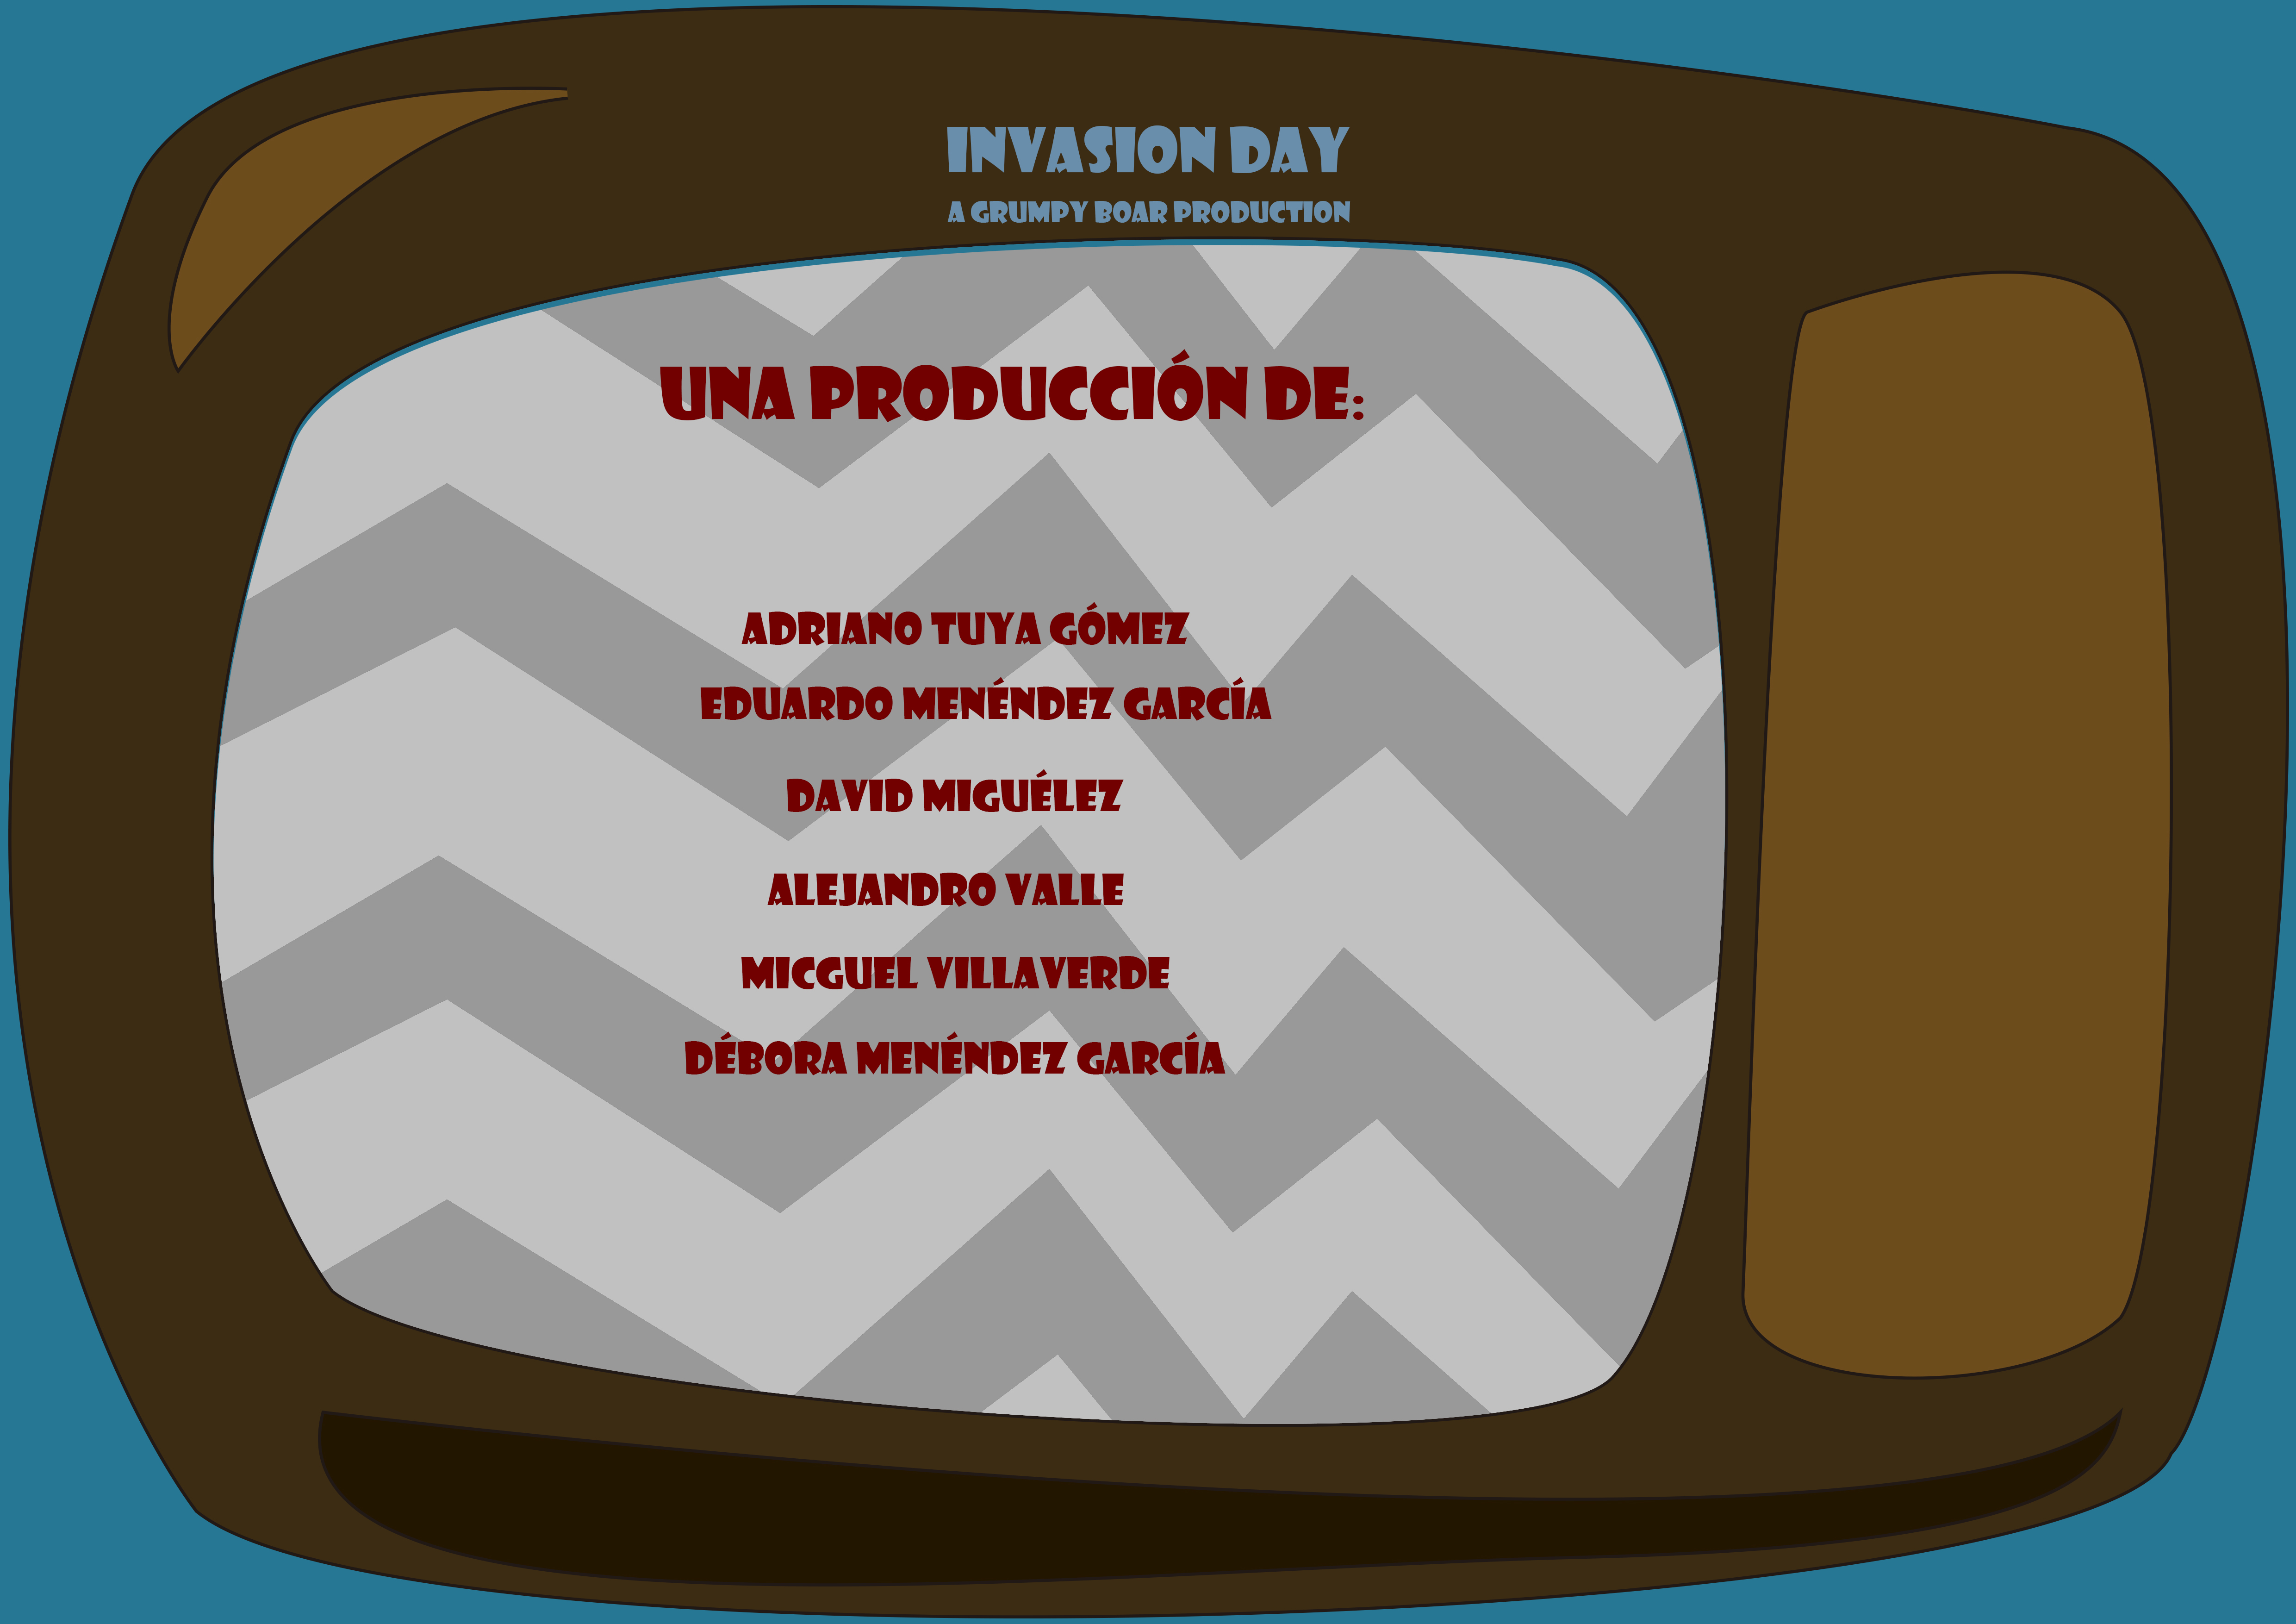 INVASION DAY
A GRUMPY BOAR PRODUCTION
UNA PRODUCCIÓN DE:
ADRIANO TUYA GÓMEZ
EDUARDO MENÉNDEZ GARCÍA
DAVID MIGUÉLEZ
ALEJANDRO VALLE
MICGUEL VILLAVERDE
DÉBORA MENÉNDEZ GARCÍA